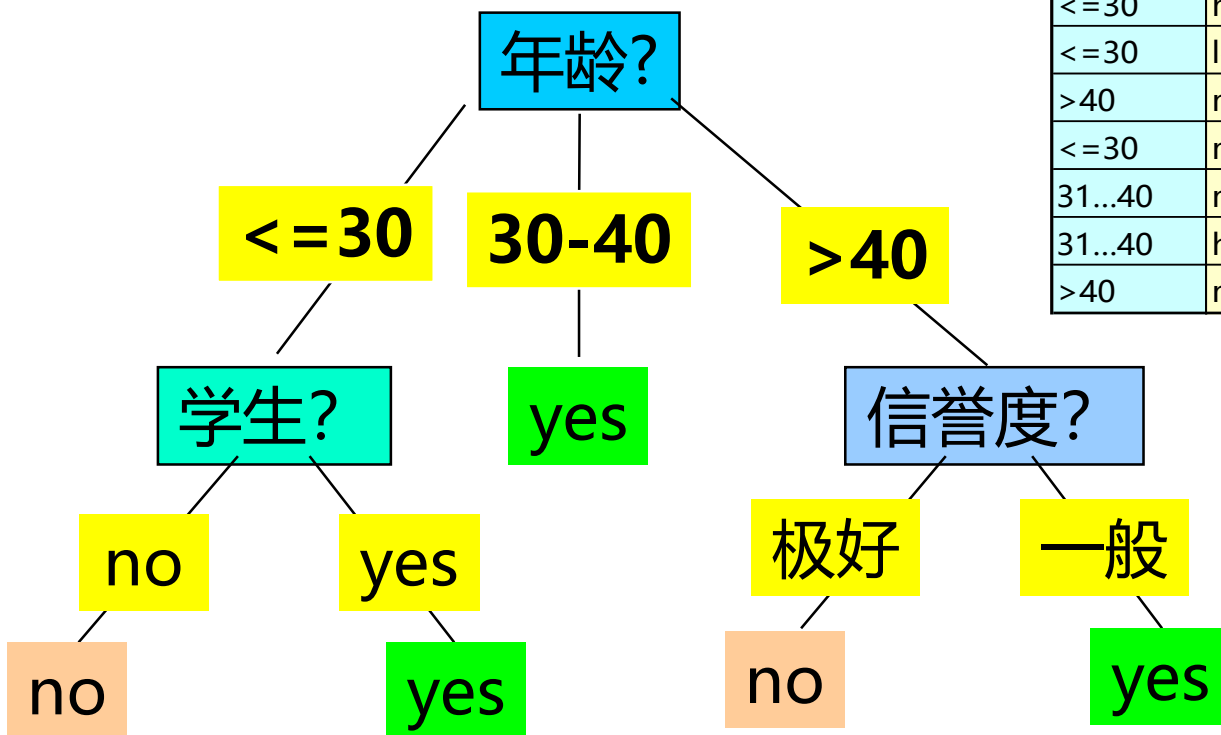 年龄?
<=30
30-40
>40
学生?
yes
信誉度?
no
yes
极好
一般
no
yes
no
yes
<=30
<=30
>40
<=30
31...40
31...40
>40